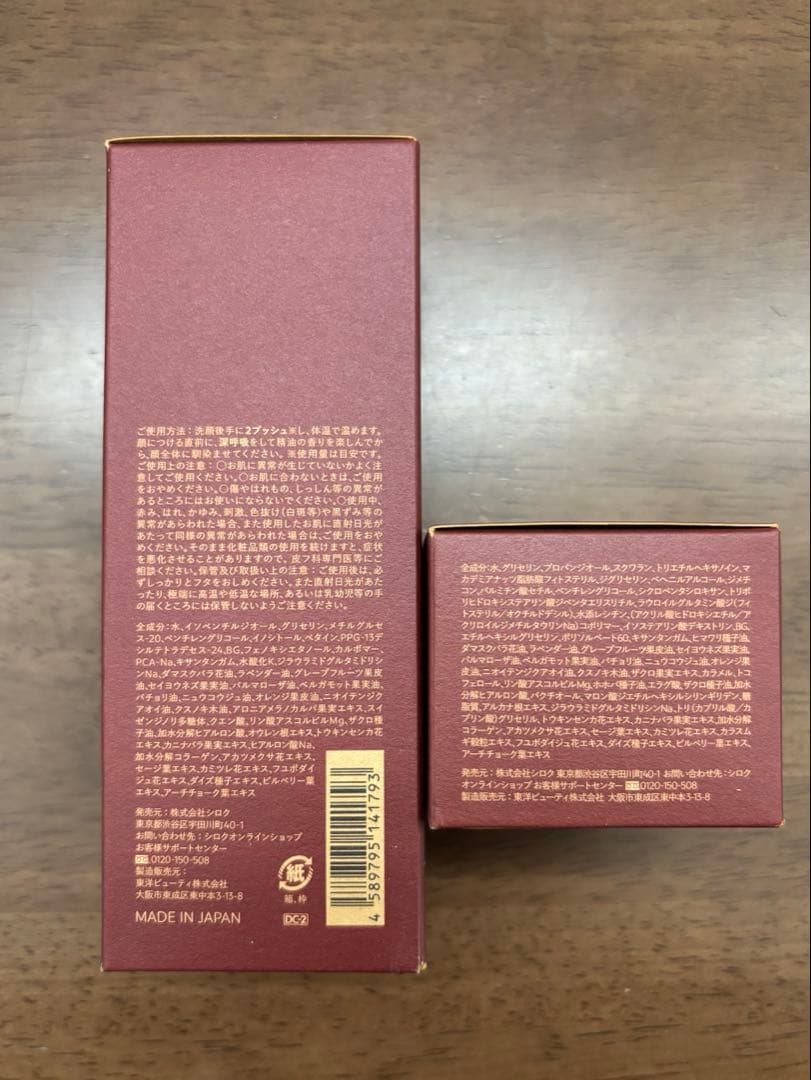 ご使用方法：洗顔後手に2プッシュ※し、体温で温めます。
顔につける直前に、深呼吸をして精油の香りを楽しんでか
ら、顔全体に馴染ませてください。※使用量は目安です。
ご使用上の注意：〇お肌に異常が生じていないかよく注
意してご使用ください。〇お肌に合わないときは、ご使用
をおやめください。〇傷やはれもの、しっしん等の異常が
あるところにはお使いにならないでください。〇使用中、
赤み、はれ、かゆみ、刺激、色抜け(白斑等)や黒ずみ等の
異常があらわれた場合、また使用したお肌に直射日光が
あたって同様の異常があらわれた場合は、ご使用をおや
めください。そのまま化粧品類の使用を続けますと、症状
を悪化させることがありますので、皮フ科専門医等にご
相談ください。保管及び取扱い上の注意：ご使用後は、必
ずしっかりとフタをおしめください。また直射日光があた
ったり、極端に高温や低温な場所、あるいは乳幼児等の手
の届くところには保管しないようご注意ください。
全成分：水、イソペンチルジオール、グリセリン、メチルグルセ
ス-20、ペンチレングリコール、イノシトール、ベタイン、PPG-13デ
シルテトラデセス-24、BG、フェノキシエタノール、カルボマー、
PCA-Na、キサンタンガム、水酸化K、ジラウラミドグルタミドリシ
ンNa、ダマスクバラ花油、ラベンダー油、グレープフルーツ果皮
油、セイヨウネズ果実油、パルマローザ油、ベルガモット果実油、
パチョリ油、ニュウコウジュ油、オレンジ果皮油、ニオイテンジク
アオイ油、クスノキ木油、アロニアメラノカルパ果実エキス、スイ
ゼンジノリ多糖体、クエン酸、リン酸アスコルビルMg、ザクロ種
子油、加水分解ヒアルロン酸、オウレン根エキス、トウキンセンカ花
エキス、カニナバラ果実エキス、ヒアルロン酸Na、
加水分解コラーゲン、アカツメクサ花エキス、
セージ葉エキス、カミツレ花エキス、フユボダ
イジュ花エキス、ダイズ種子エキス、ビルベリー葉
エキス、アーチチョーク葉エキス
発売元：株式会社シロク
東京都渋谷区宇田川町40-1
お問い合わせ先：シロクオンラインショップ
お客様サポートセンター
0120-150-508
製造販売元：
東洋ビューティ株式会社
大阪市東成区東中本3-13-8
MADE IN JAPAN
紙
箱、枠
DC-2
4 589795 141793
全成分：水、グリセリン、プロパンジオール、スクワラン、トリエチルヘキサノイン、マ
カデミアナッツ脂肪酸フィトステリル、ジグリセリン、ベヘニルアルコール、ジメチ
コン、パルミチン酸セチル、ペンチレングリコール、シクロペンタシロキサン、トリポ
リヒドロキシステアリン酸ジペンタエリスリチル、ラウロイルグルタミン酸ジ(フィ
トステリル/オクチルドデシル)、水添レシチン、(アクリル酸ヒドロキシエチル/ア
クリロイルジメチルタウリンNa)コポリマー、イソステアリン酸デキストリン、BG、
エチルヘキシルグリセリン、ポリソルベート60、キサンタンガム、ヒマワリ種子油、
ダマスクバラ花油、ラベンダー油、グレープフルーツ果皮油、セイヨウネズ果実油、
パルマローザ油、ベルガモット果実油、パチョリ油、ニュウコウジュ油、オレンジ果
皮油、ニオイテンジクアオイ油、クスノキ木油、ザクロ果実エキス、カラメル、トコ
フェロール、リン酸アスコルビルMg、ホホバ種子油、エラグ酸、ザクロ種子油、加水
分解ヒアルロン酸、バクチオール、マロン酸ジエチルヘキシルシリンギリデン、糖
脂質、アルカナ根エキス、ジラウラミドグルタミドリシンNa、トリ(カプリル酸/カ
プリン酸)グリセリル、トウキンセンカ花エキス、カニナバラ果実エキス、加水分解
コラーゲン、アカツメクサ花エキス、セージ葉エキス、カミツレ花エキス、カラスム
ギ穀粒エキス、フユボダイジュ花エキス、ダイズ種子エキス、ビルベリー葉エキス、
アーチチョーク葉エキス
発売元：株式会社シロク 東京都渋谷区宇田川町40-1 お問い合わせ先：シロク
オンラインショップ お客様サポートセンター 0120-150-508
製造販売元：東洋ビューティ株式会社 大阪市東成区東中本3-13-8